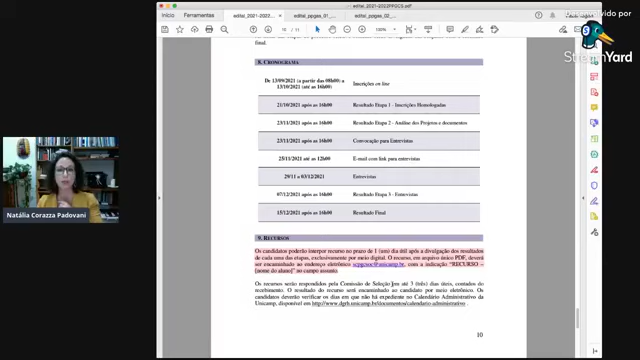 edital_2021-2022PPGCS.pdf
Início
Ferramentas
edital_2021-2022...
edital_ppgas_01_...
edital_ppgcs_02_...
10 / 11
100%
final.
8. CRONOGRAMA
De 13/09/2021 (a partir das 08h00) a
13/10/2021 (até as 16h00)
Inscrições on line
21/10/2021 após as 16h00
Resultado Etapa 1 - Inscrições Homologadas
23/11/2021 após as 16h00
Resultado Etapa 2 - Análise dos Projetos e documentos
23/11/2021 após as 16h00
Convocação para Entrevistas
25/11/2021 até as 12h00
E-mail com link para entrevistas
29/11 a 03/12/2021
Entrevistas
07/12/2021 após as 16h00
Resultado Etapa 3 - Entrevistas
15/12/2021 após as 16h00
Resultado Final
9. RECURSOS
Os candidatos poderão interpor recurso no prazo de 1 (um) dia útil após a divulgação dos resultados
de cada uma das etapas, exclusivamente por meio digital. O recurso, em arquivo único PDF, deverá
ser encaminhado ao endereço eletrônico scpgcsoc@unicamp.br, com a indicação “RECURSO –
[nome do aluno]” no campo assunto
Os recursos serão respondidos pela Comissão de Seleção em até 3 (três) dias úteis, contados do
recebimento. O resultado do recurso será encaminhado ao candidato por meio eletrônico. Os
candidatos deverão verificar os dias em que não há expediente no Calendário Administrativo da
Unicamp, disponível em http://www.dgrh.unicamp.br/documentos/calendario-administrativo .
10
Natália Corazza Padovani
StreamYard